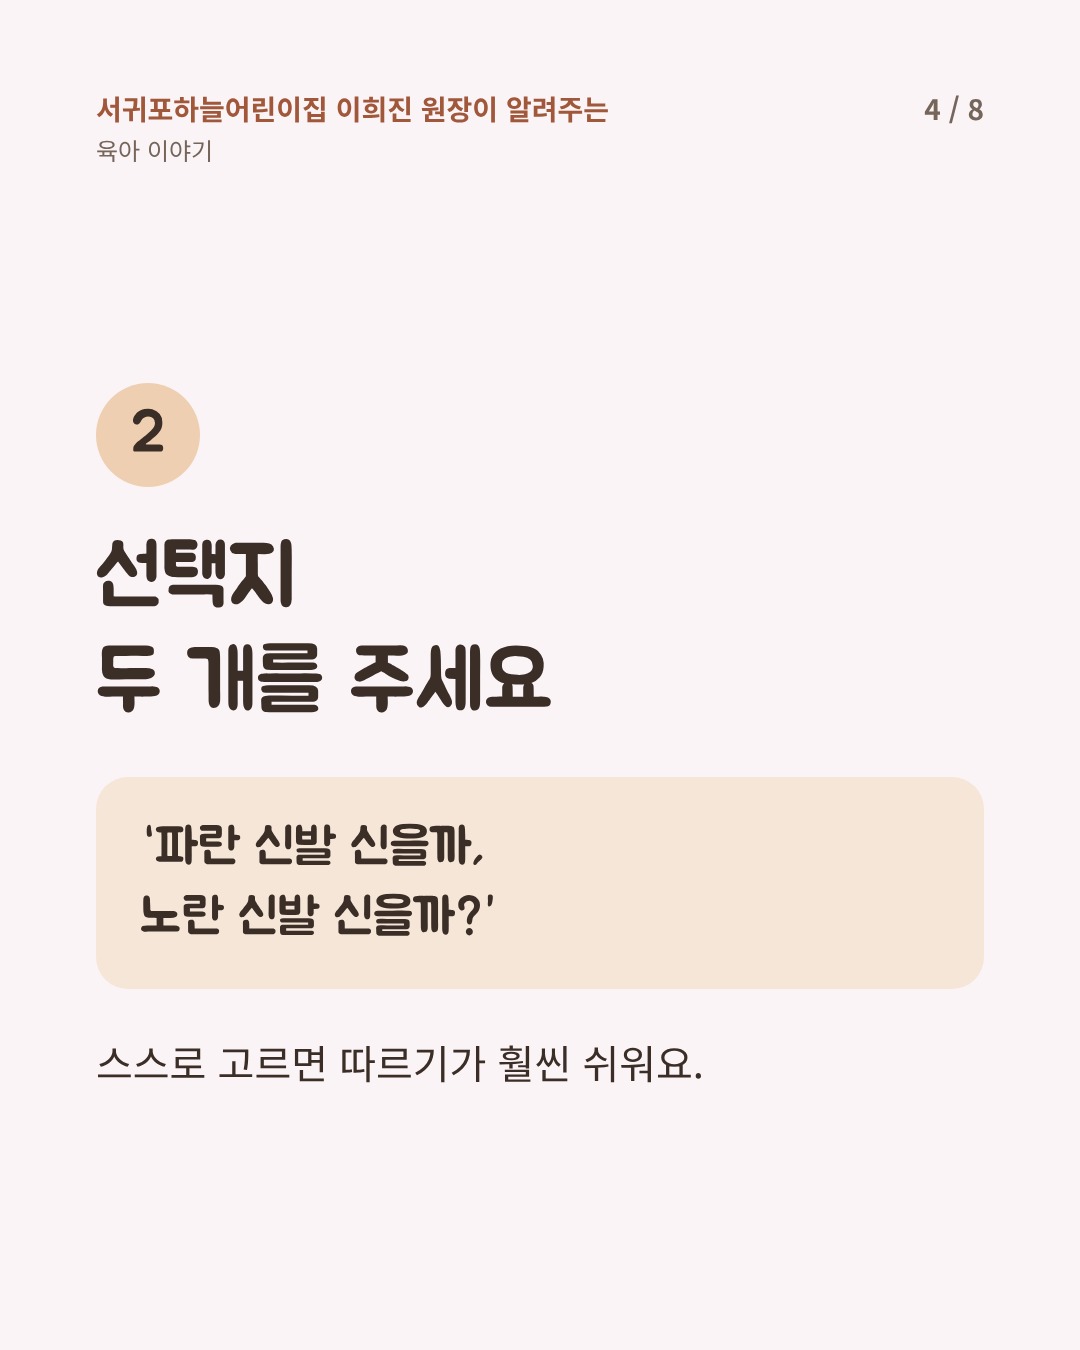 서귀포하늘어린이집 이희진 원장이 알려주는
4 / 8
육아 이야기
2
선택지
두 개를 주세요
‘파란 신발 신을까,
노란 신발 신을까?’
스스로 고르면 따르기가 훨씬 쉬워요.